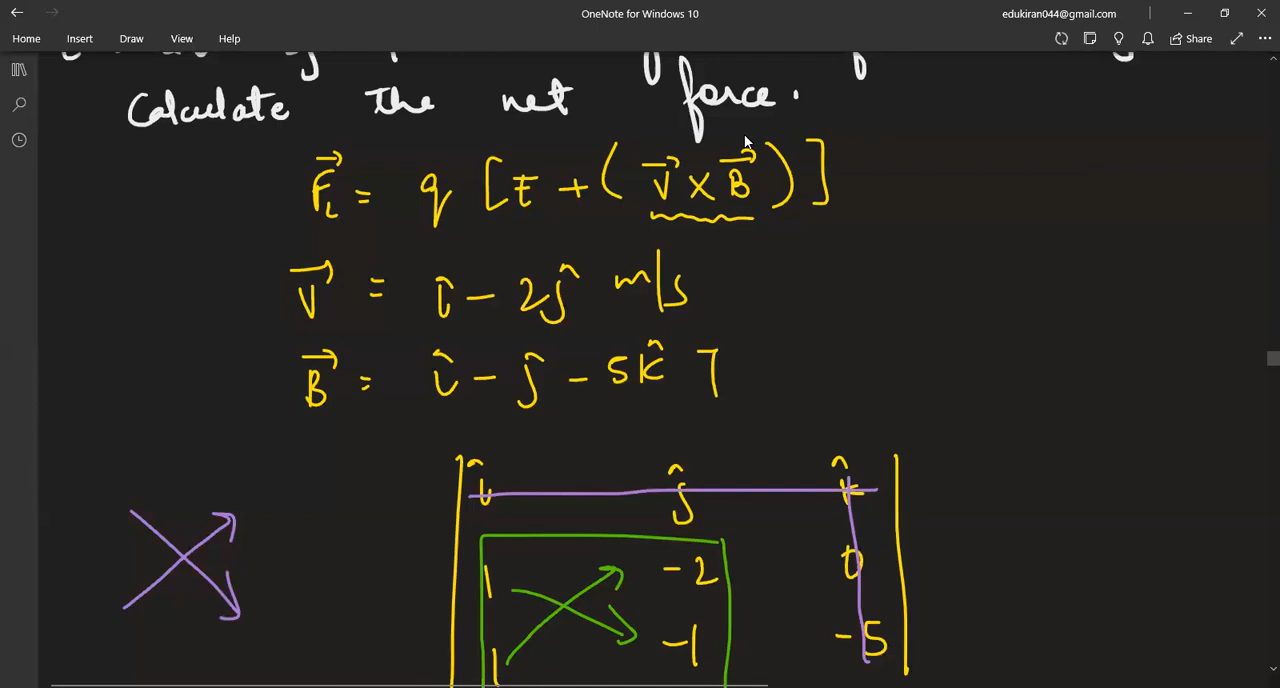 OneNote for Windows 10
edukiran044@gmail.com
Home Insert Draw View Help
Share
Calculate the net force.
F⃗L = q [E + (V⃗ × B⃗)]
V⃗ = î - 2ĵ m/s
B⃗ = î - ĵ - 5k̂ T
î ĵ k̂
1 -2 0
1 -1 -5